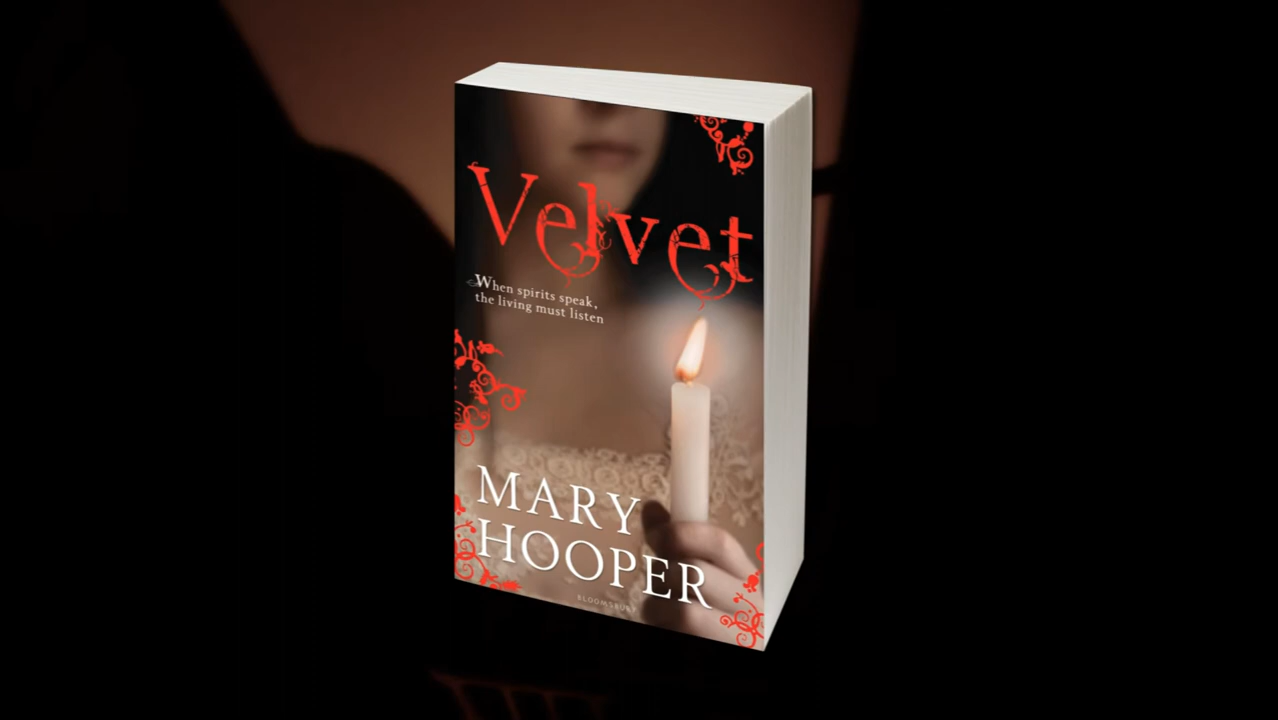 Velvet
When spirits speak,
the living must listen
MARY
HOOPER
BLOOMSBURY